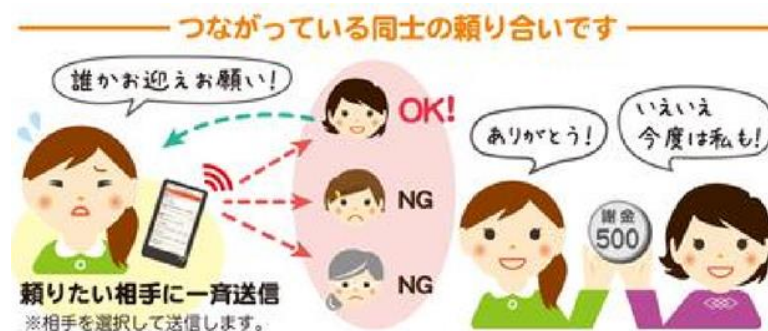 つながっている同士の頼り合いです
誰かお迎えお願い!
OK!
NG
NG
頼りたい相手に一斉送信
※相手を選択して送信します。
ありがとう!
いえいえ
今度は私も!
謝金
500